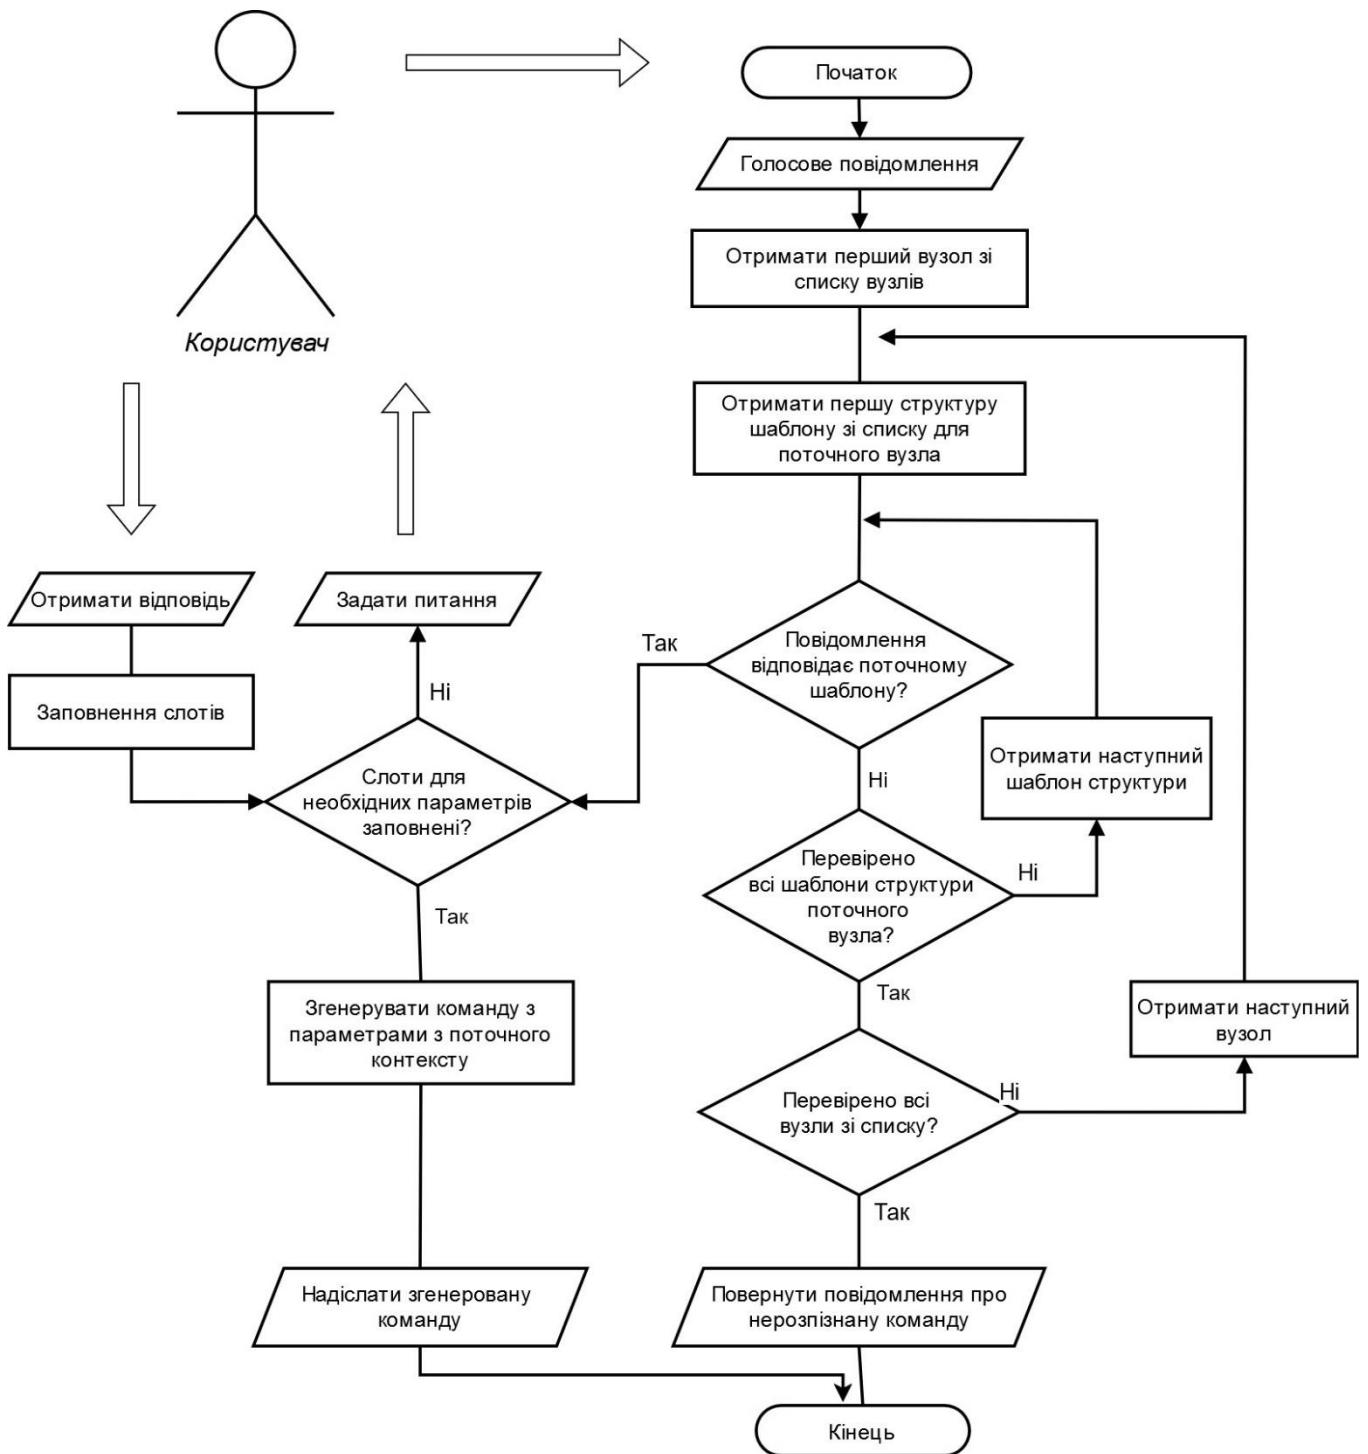 Початок
Голосове повідомлення
Отримати перший вузол зі
списку вузлів
Користувач
Отримати першу структуру
шаблону зі списку для
поточного вузла
Отримати відповідь
Задати питання
Так
Повідомлення
відповідає поточному
шаблону?
Заповнення слотів
Ні
Слоти для
необхідних параметрів
заповнені?
Ні
Отримати наступний
шаблон структури
Перевірено
всі шаблони структури
поточного
вузла?
Ні
Так
Так
Згенерувати команду з
параметрами з поточного
контексту
Отримати наступний
вузол
Перевірено всі
вузли зі списку?
Ні
Так
Надіслати згенеровану
команду
Повернути повідомлення про
нерозпізнану команду
Кінець